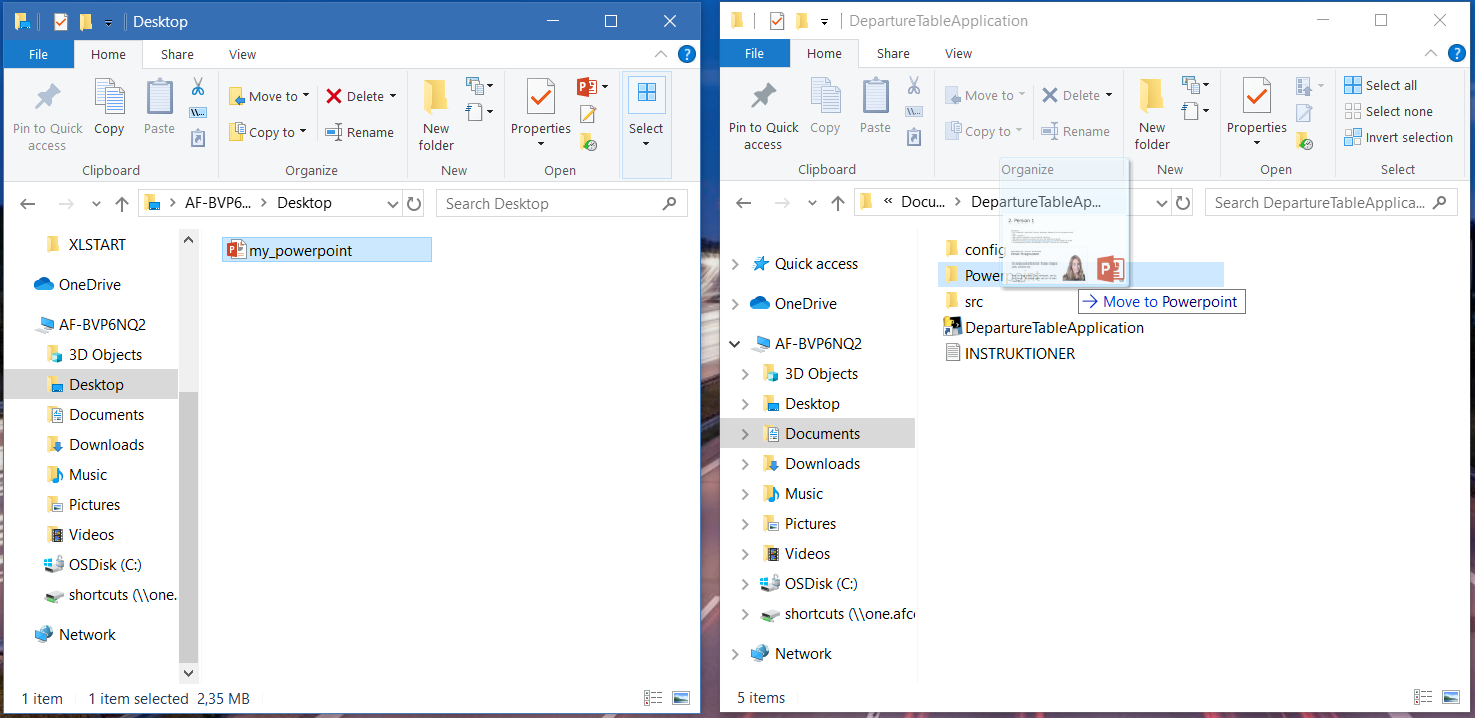 Desktop
File Home Share View
Pin to Quick access
Copy
Paste
Move to
Copy to
Delete
Rename
New folder
Properties
Select
Clipboard Organize New Open
AF-BVP6... Desktop
Search Desktop
XLSTART
OneDrive
AF-BVP6NQ2
3D Objects
Desktop
Documents
Downloads
Music
Pictures
Videos
OSDisk (C:)
shortcuts (\\one.
Network
my_powerpoint
1 item 1 item selected 2,35 MB
DepartureTableApplication
File Home Share View
Pin to Quick access
Copy
Paste
Move to
Copy to
Delete
Rename
New folder
Properties
Select all
Select none
Invert selection
Clipboard Organize New Open Select
« Docu... DepartureTableAp...
Search DepartureTableApplica...
Quick access
OneDrive
AF-BVP6NQ2
3D Objects
Desktop
Documents
Downloads
Music
Pictures
Videos
OSDisk (C:)
shortcuts (\\one.afco
Network
config
Power
src
DepartureTableApplication
INSTRUKTIONER
2. Person 1
Move to Powerpoint
5 items